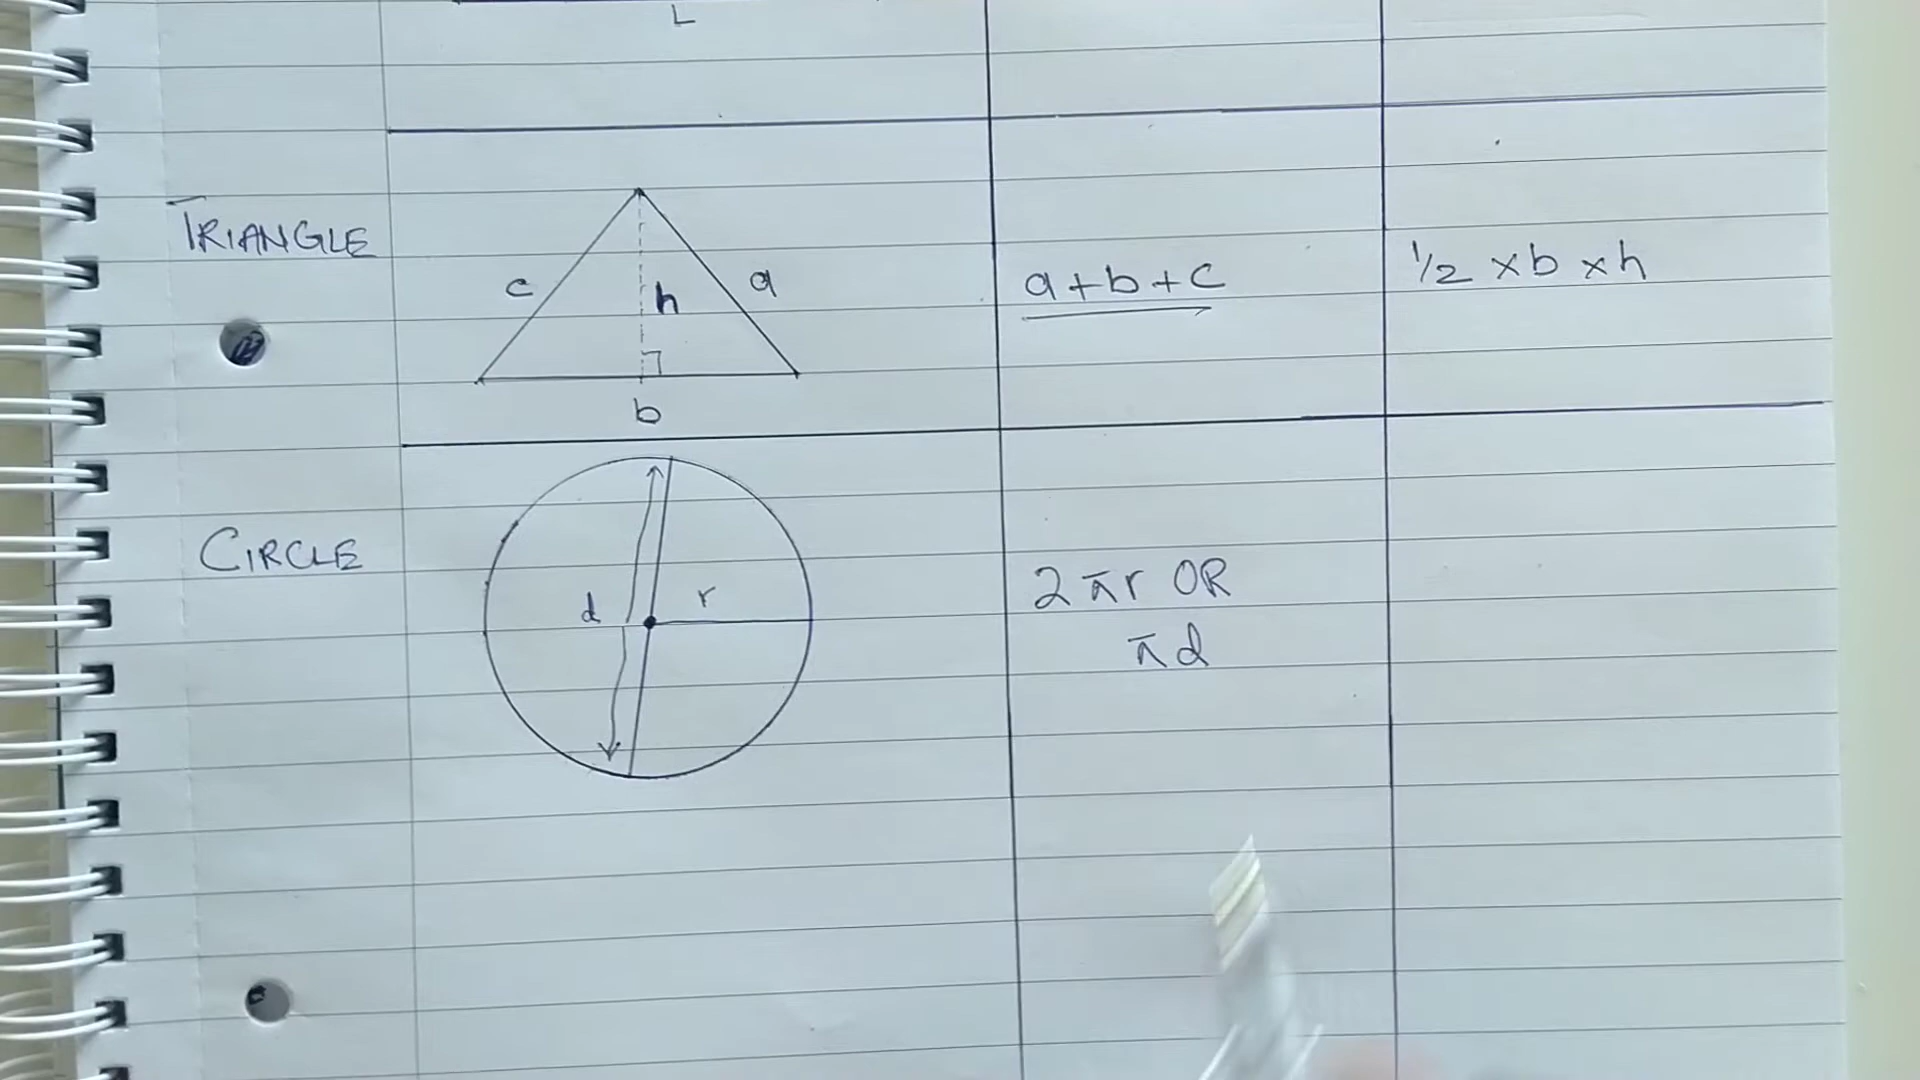 L
TRIANGLE
c
h
a
b
a+b+c
1/2 × b × h
CIRCLE
d
r
2πr OR
πd